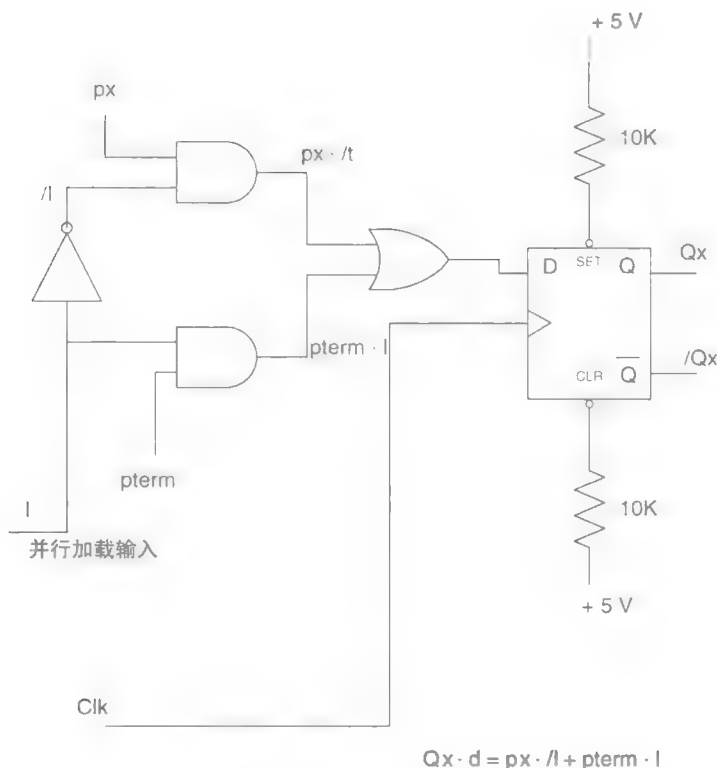 + 5 V
px
10K
px · /t
/l
Qx
D
SET
Q
/Qx
pterm · l
CLR
Q
pterm
l
10K
并行加载输入
+ 5 V
Clk
Qx · d = px · /l + pterm · l